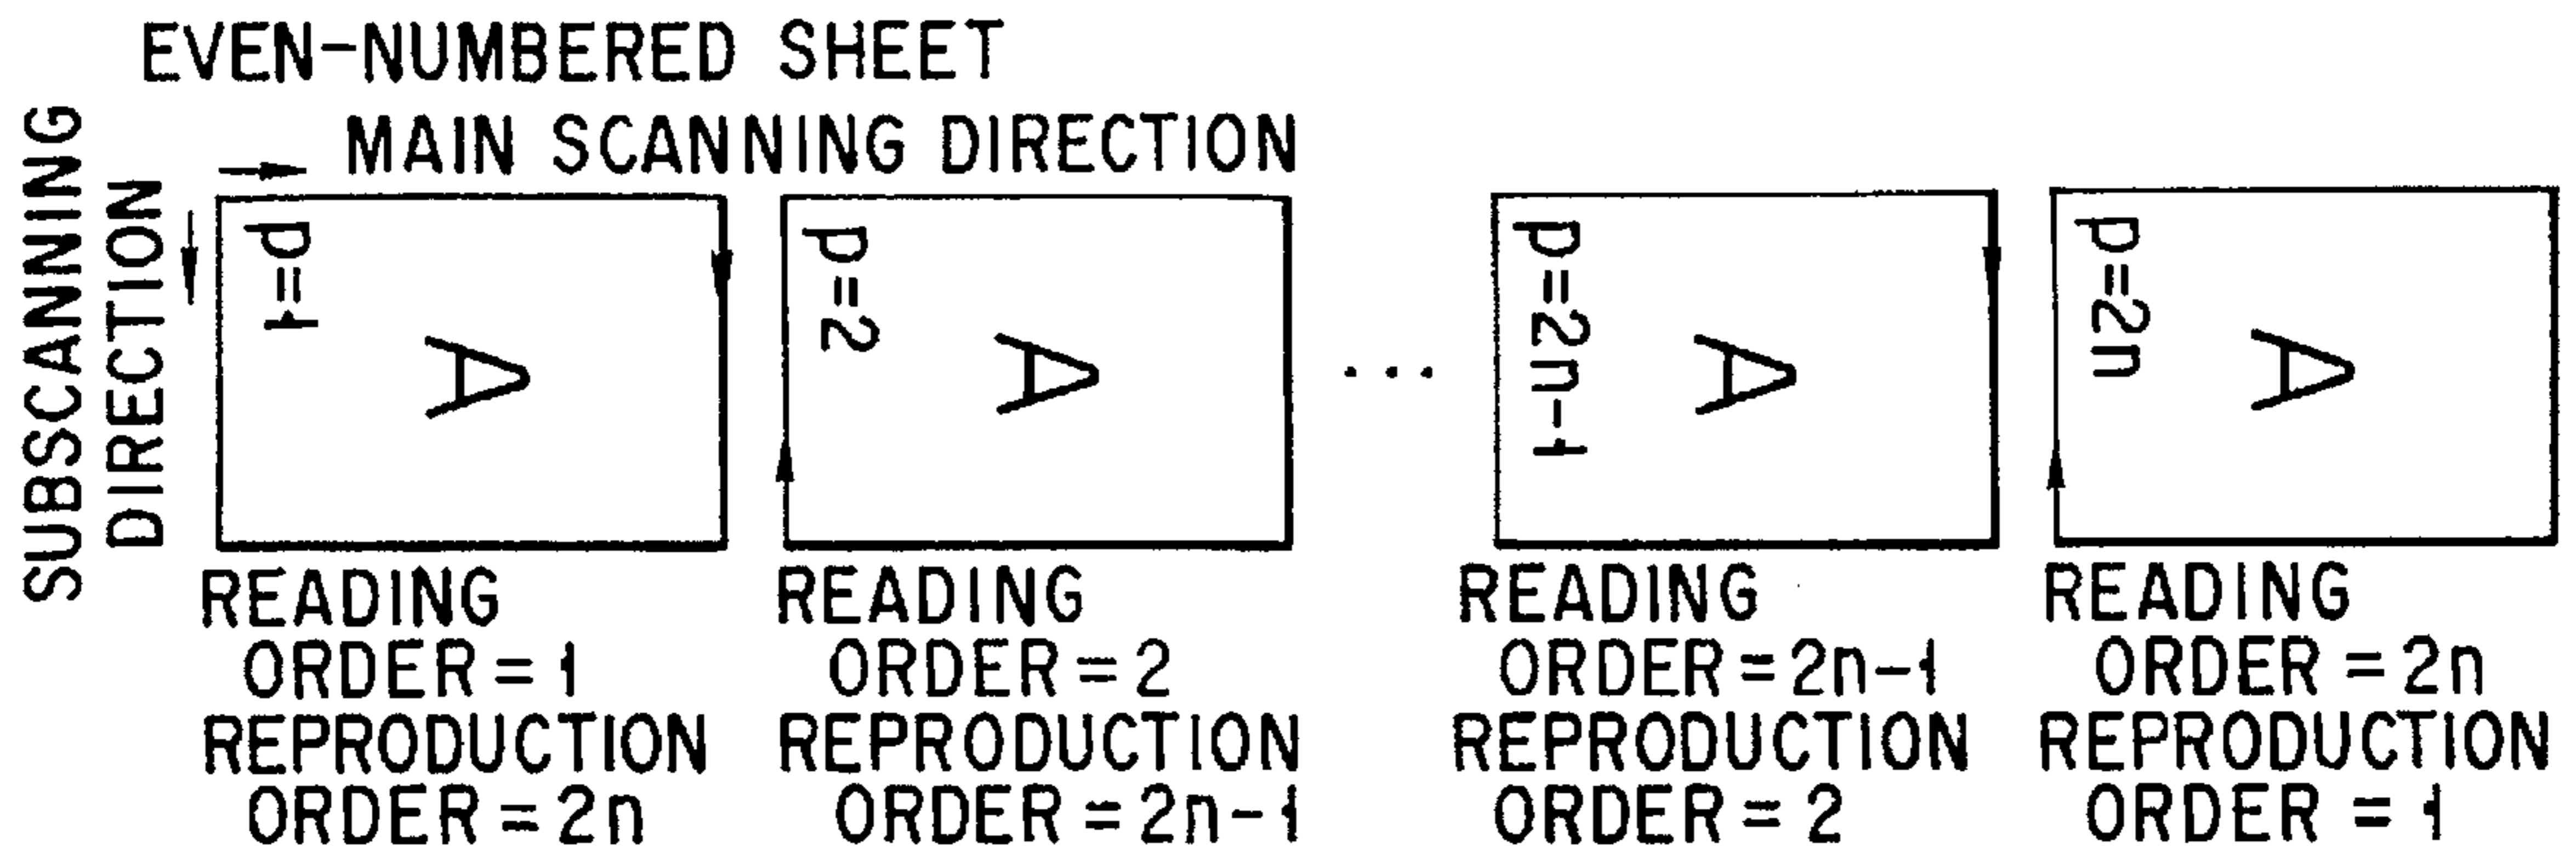 EVEN-NUMBERED SHEET
MAIN SCANNING DIRECTION
SUBSCANNING
DIRECTION
p=1
A
p=2
A
...
p=2n-1
A
p=2n
A
READING
ORDER=1
REPRODUCTION
ORDER=2n
READING
ORDER=2
REPRODUCTION
ORDER=2n-1
READING
ORDER=2n-1
REPRODUCTION
ORDER=2
READING
ORDER=2n
REPRODUCTION
ORDER=1